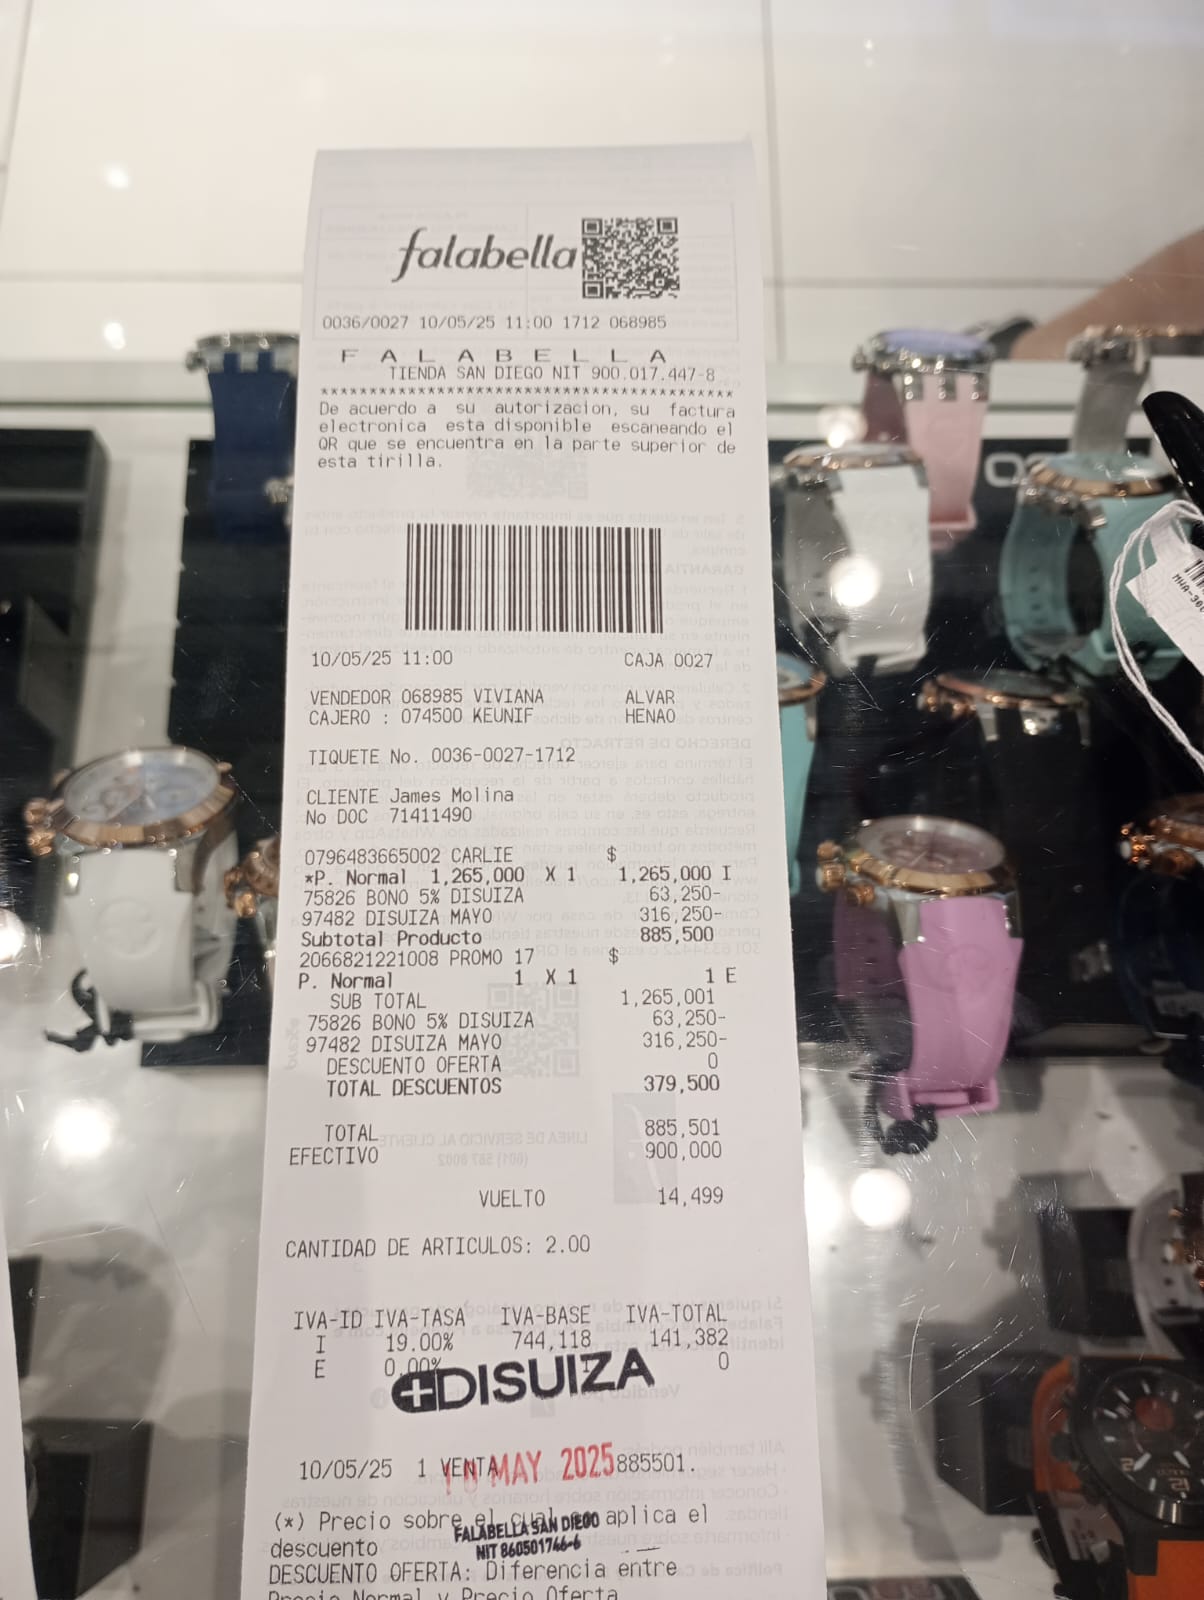 falabella
0036/0027 10/05/25 11:00 1712 068985
F A L A B E L L A
TIENDA SAN DIEGO NIT 900.017.447-8
****************************************
De acuerdo a su autorizacion, su factura
electronica esta disponible escaneando el
QR que se encuentra en la parte superior de
esta tirilla.
10/05/25 11:00 CAJA 0027
VENDEDOR 068985 VIVIANA ALVAR
CAJERO : 074500 KEUNIF HENAO
TIQUETE No. 0036-0027-1712
CLIENTE James Molina
No DOC 71411490
0796483665002 CARLIE $
*P. Normal 1,265,000 X 1 1,265,000 I
75826 BONO 5% DISUIZA 63,250-
97482 DISUIZA MAYO 316,250-
Subtotal Producto 885,500
2066821221008 PROMO 17 $
P. Normal 1 X 1 1 E
SUB TOTAL 1,265,001
75826 BONO 5% DISUIZA 63,250-
97482 DISUIZA MAYO 316,250-
DESCUENTO OFERTA 0
TOTAL DESCUENTOS 379,500
TOTAL 885,501
EFECTIVO 900,000
VUELTO 14,499
CANTIDAD DE ARTICULOS: 2.00
IVA-ID IVA-TASA IVA-BASE IVA-TOTAL
I 19.00% 744,118 141,382
E 0.00% 0
DISUIZA
10/05/25 1 VENTA 885501.
MAY 2025
(*) Precio sobre el cual se aplica el
FALABELLA SAN DIEGO
NIT 860501746-6
descuento
DESCUENTO OFERTA: Diferencia entre
Precio Normal y Precio Oferta